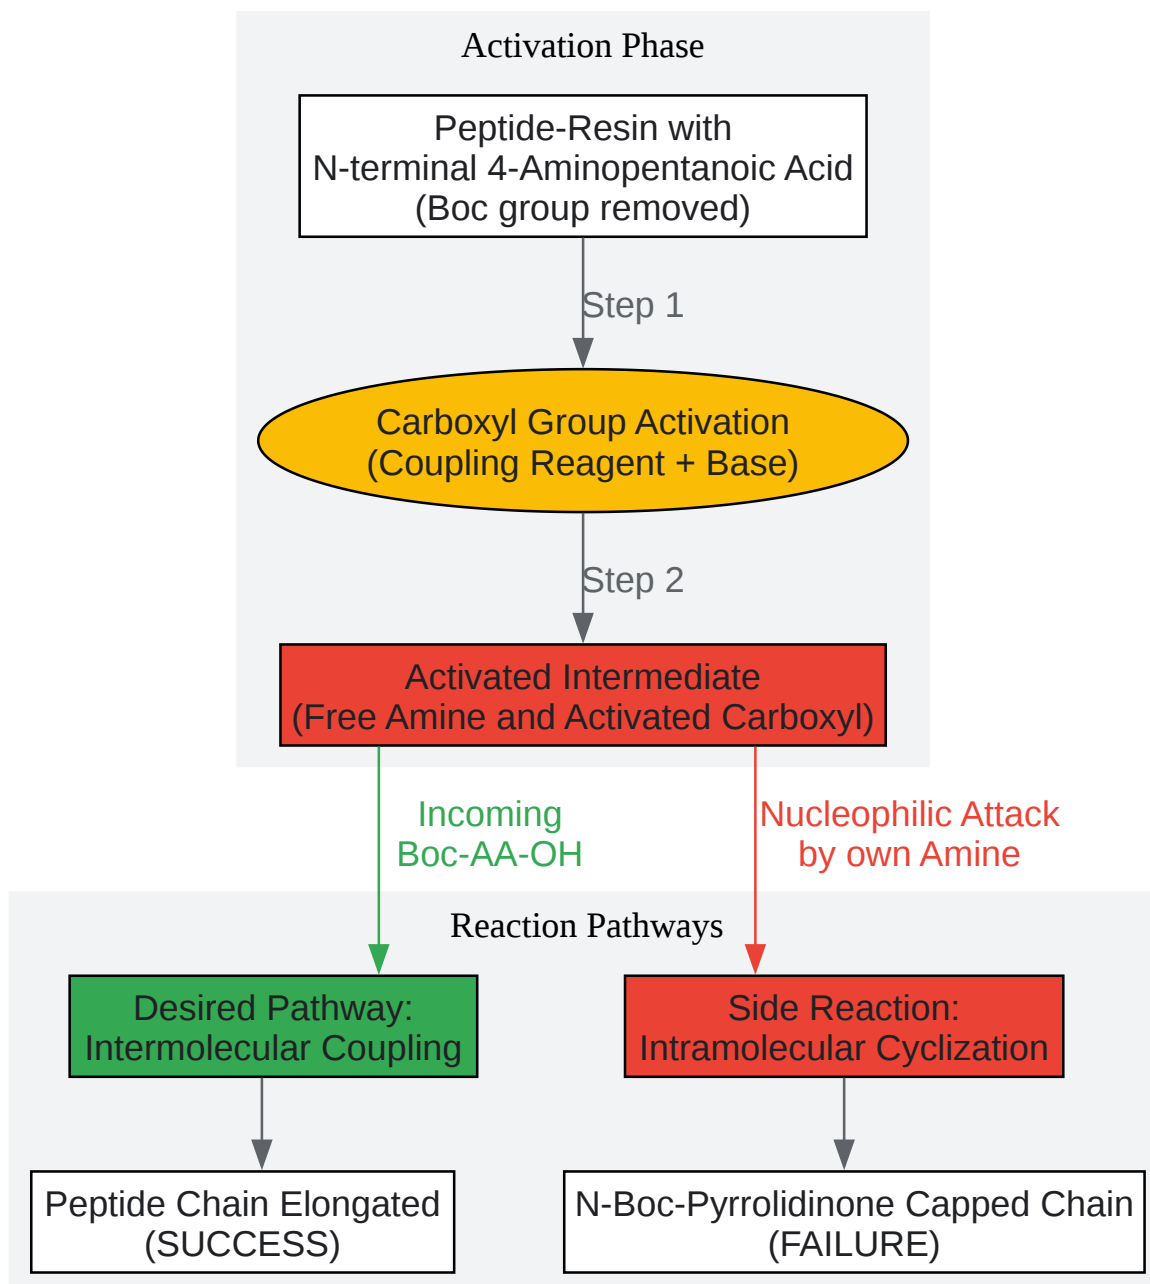 Activation Phase
Peptide-Resin with
N-terminal 4-Aminopentanoic Acid
(Boc group removed)
Step 1
Carboxyl Group Activation
(Coupling Reagent + Base)
Step 2
Activated Intermediate
(Free Amine and Activated Carboxyl)
Incoming
Boc-AA-OH
Nucleophilic Attack
by own Amine
Reaction Pathways
Desired Pathway:
Intermolecular Coupling
Side Reaction:
Intramolecular Cyclization
Peptide Chain Elongated
(SUCCESS)
N-Boc-Pyrrolidinone Capped Chain
(FAILURE)